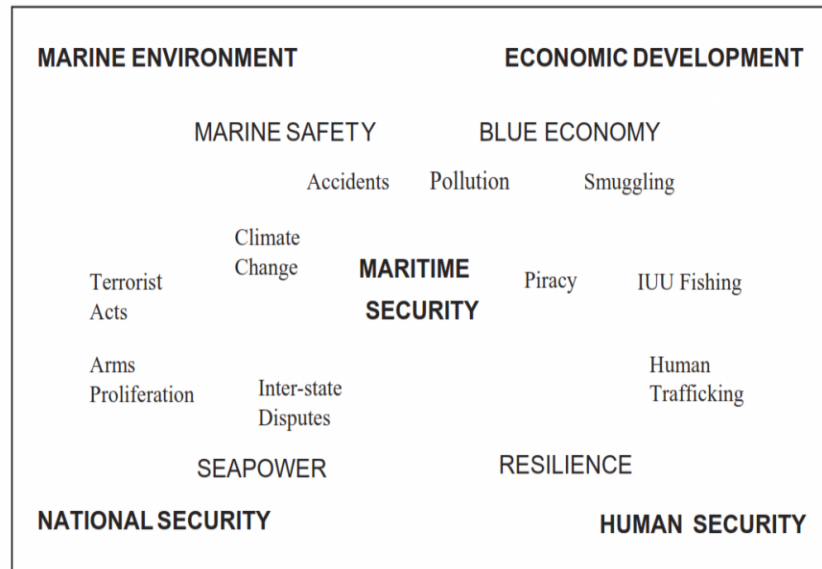 MARINE ENVIRONMENT
ECONOMIC DEVELOPMENT
MARINE SAFETY
BLUE ECONOMY
Accidents
Pollution
Smuggling
Climate
Change
MARITIME
SECURITY
Terrorist
Acts
Piracy
IUU Fishing
Arms
Proliferation
Inter-state
Disputes
Human
Trafficking
SEAPOWER
RESILIENCE
NATIONAL SECURITY
HUMAN SECURITY